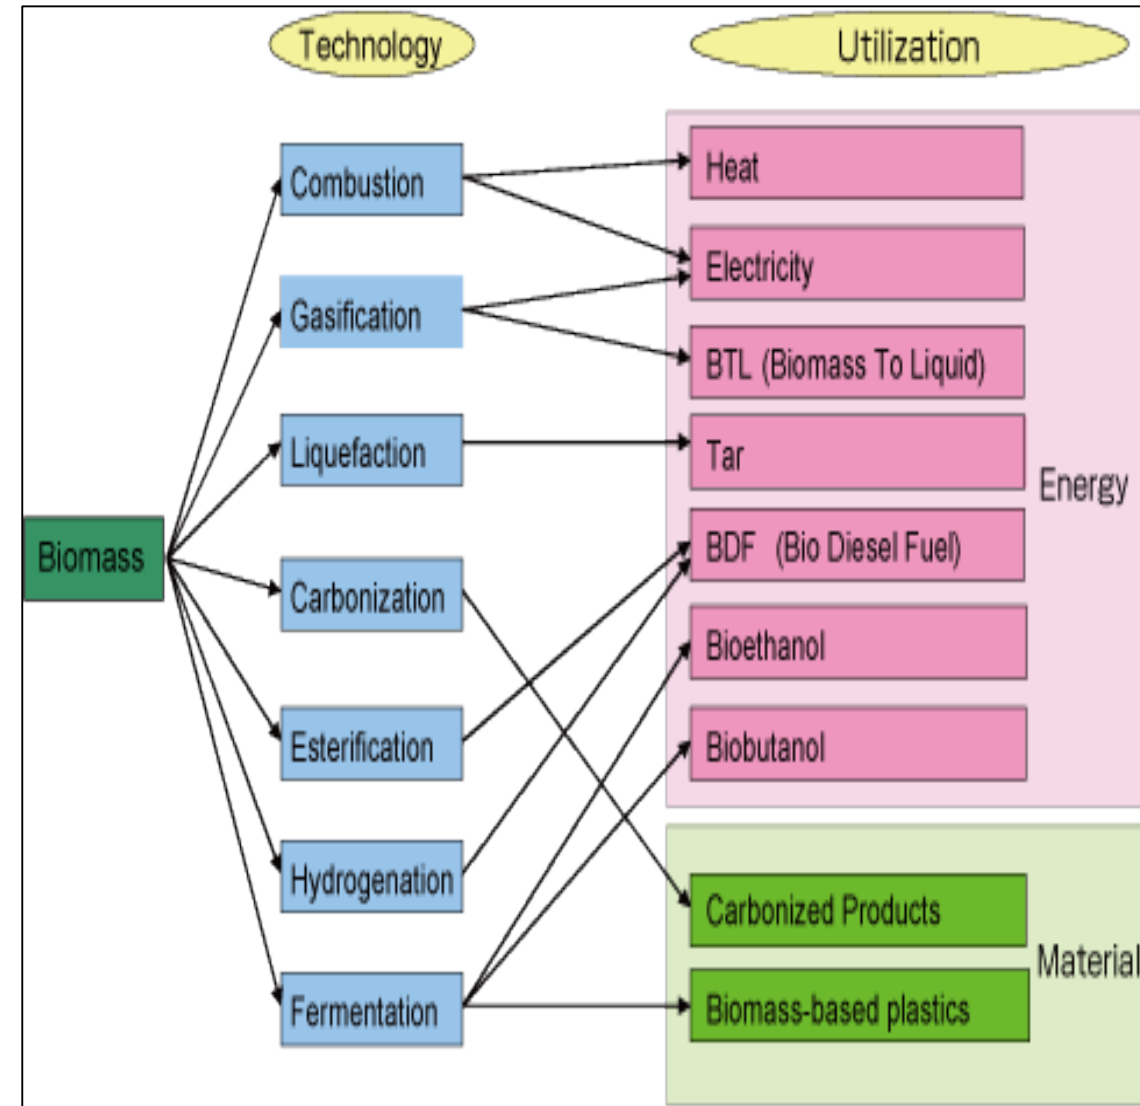 Technology
Utilization
Biomass
Combustion
Gasification
Liquefaction
Carbonization
Esterification
Hydrogenation
Fermentation
Heat
Electricity
BTL (Biomass To Liquid)
Tar
BDF (Bio Diesel Fuel)
Bioethanol
Biobutanol
Energy
Carbonized Products
Biomass-based plastics
Material